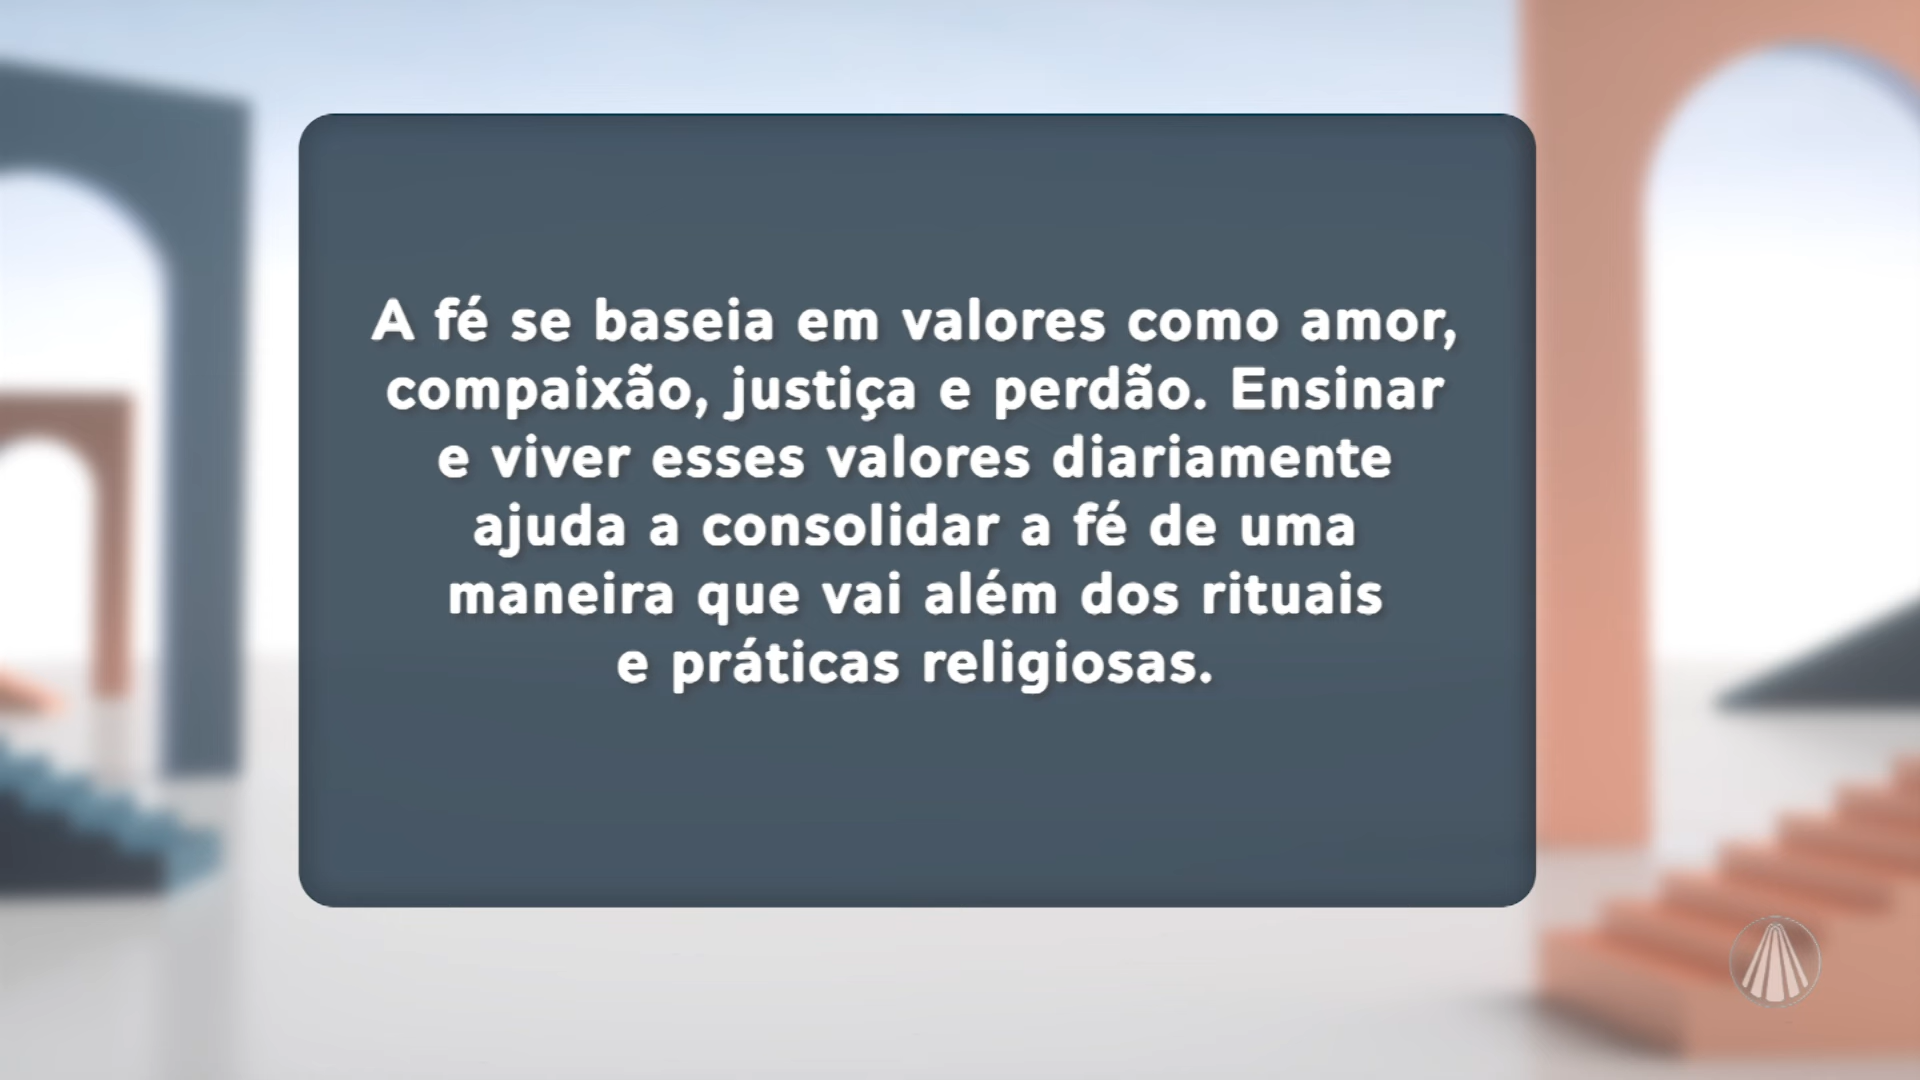 A fé se baseia em valores como amor,
compaixão, justiça e perdão. Ensinar
e viver esses valores diariamente
ajuda a consolidar a fé de uma
maneira que vai além dos rituais
e práticas religiosas.